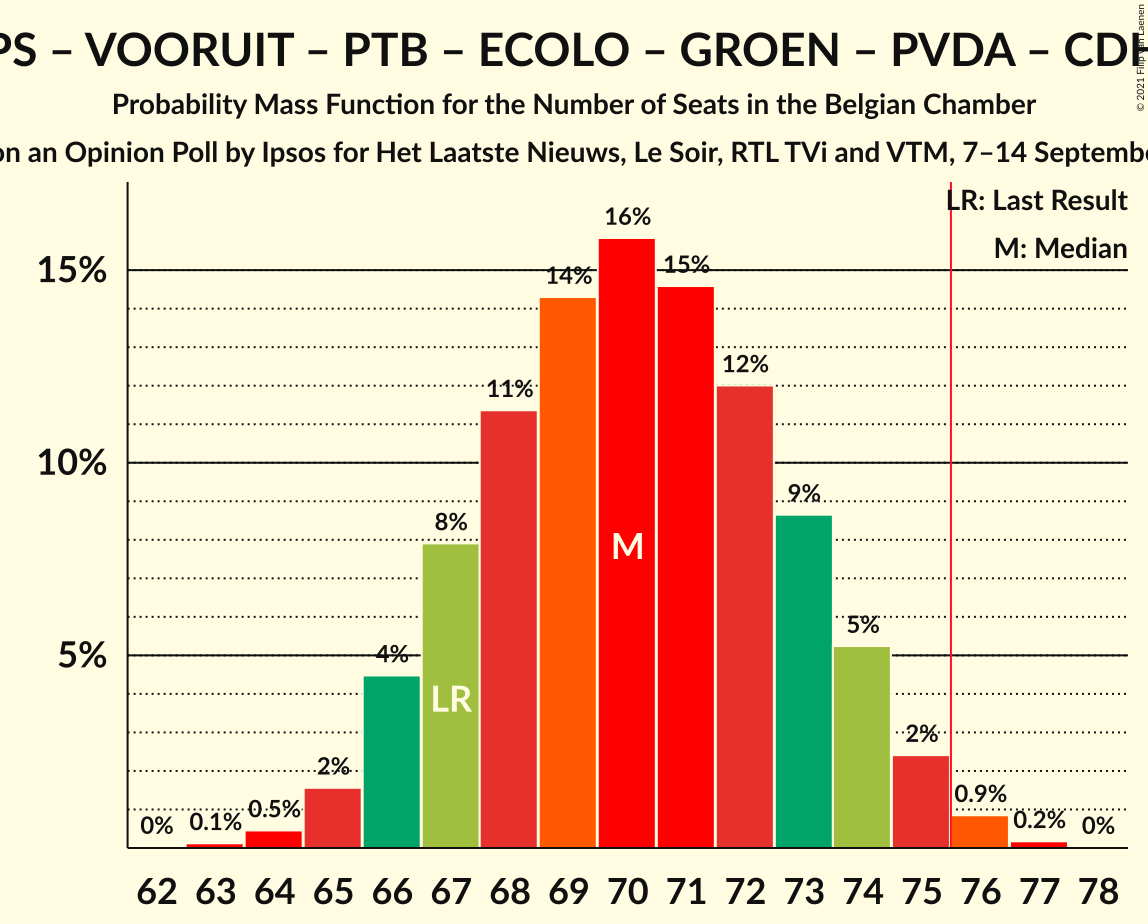 PS – VOORUIT – PTB – ECOLO – GROEN – PVDA – CD
Probability Mass Function for the Number of Seats in the Belgian Chamber
on an Opinion Poll by Ipsos for Het Laatste Nieuws, Le Soir, RTL TVi and VTM, 7–14 Septemb
© 2021 Filip van Laenen
LR: Last Result
M: Median
15%
10%
5%
0%
0.1%
0.5%
2%
4%
8%
11%
14%
16%
15%
12%
9%
5%
2%
0.9%
0.2%
0%
LR
M
62 63 64 65 66 67 68 69 70 71 72 73 74 75 76 77 78